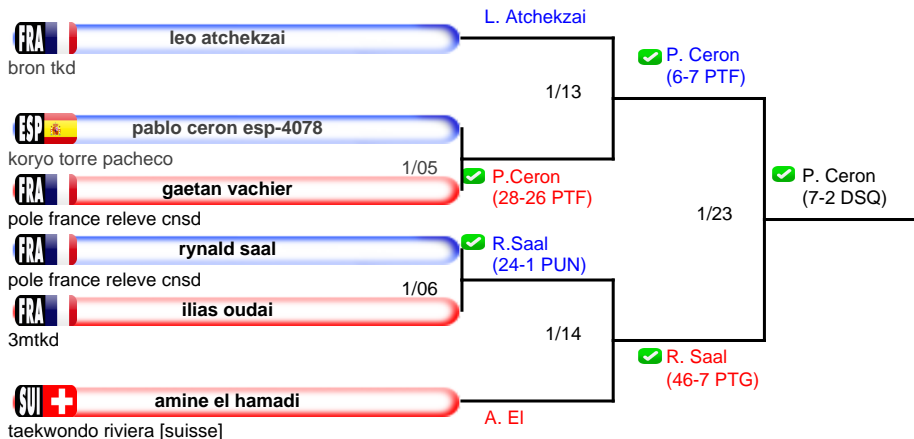 L. Atchekzai
FRA leo atchekzai
bron tkd
P. Ceron
(6-7 PTF)
1/13
ESP pablo ceron esp-4078
koryo torre pacheco
1/05
P.Ceron
(28-26 PTF)
P. Ceron
(7-2 DSQ)
FRA gaetan vachier
pole france releve cnsd
1/23
FRA rynald saal
R.Saal
(24-1 PUN)
pole france releve cnsd
1/06
FRA ilias oudai
3mtkd
1/14
R. Saal
(46-7 PTG)
SUI amine el hamadi
A. El
taekwondo riviera [suisse]